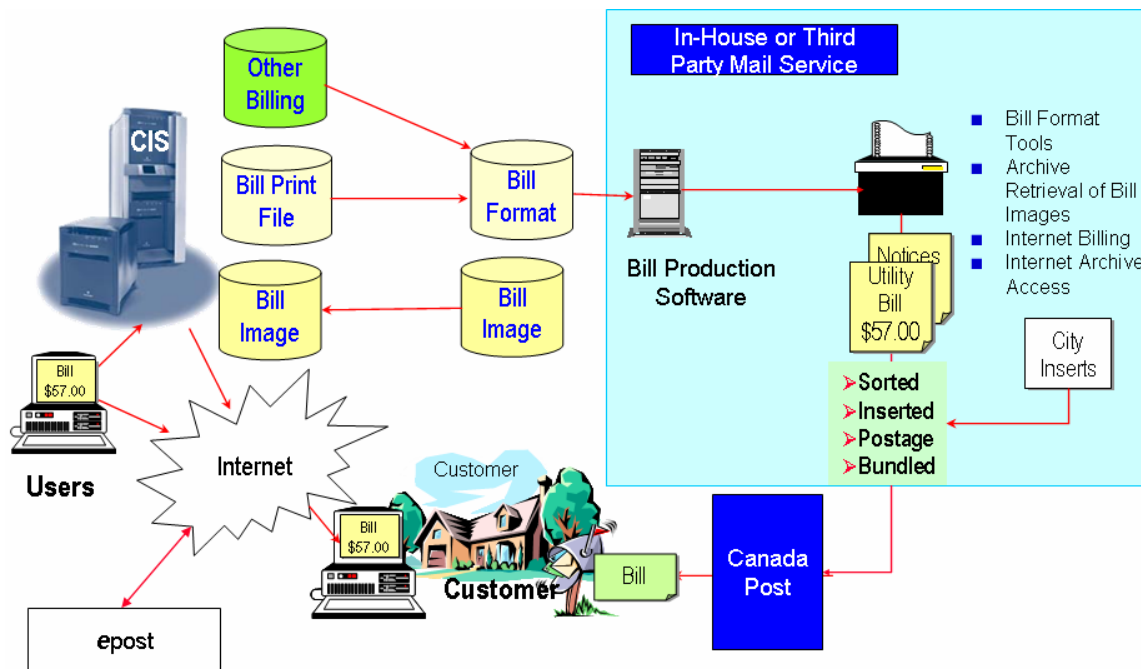 In-House or Third
Party Mail Service
Other
Billing
CIS
Bill Print
File
Bill
Format
Bill
Image
Bill
Image
Bill Production
Software
Bill Format
Tools
Archive
Retrieval of Bill
Images
Internet Billing
Internet Archive
Access
Notices
Utility
Bill
$57.00
City
Inserts
Sorted
Inserted
Postage
Bundled
Bill
$57.00
Users
Internet
Customer
Bill
$57.00
Customer
Bill
Canada
Post
epost